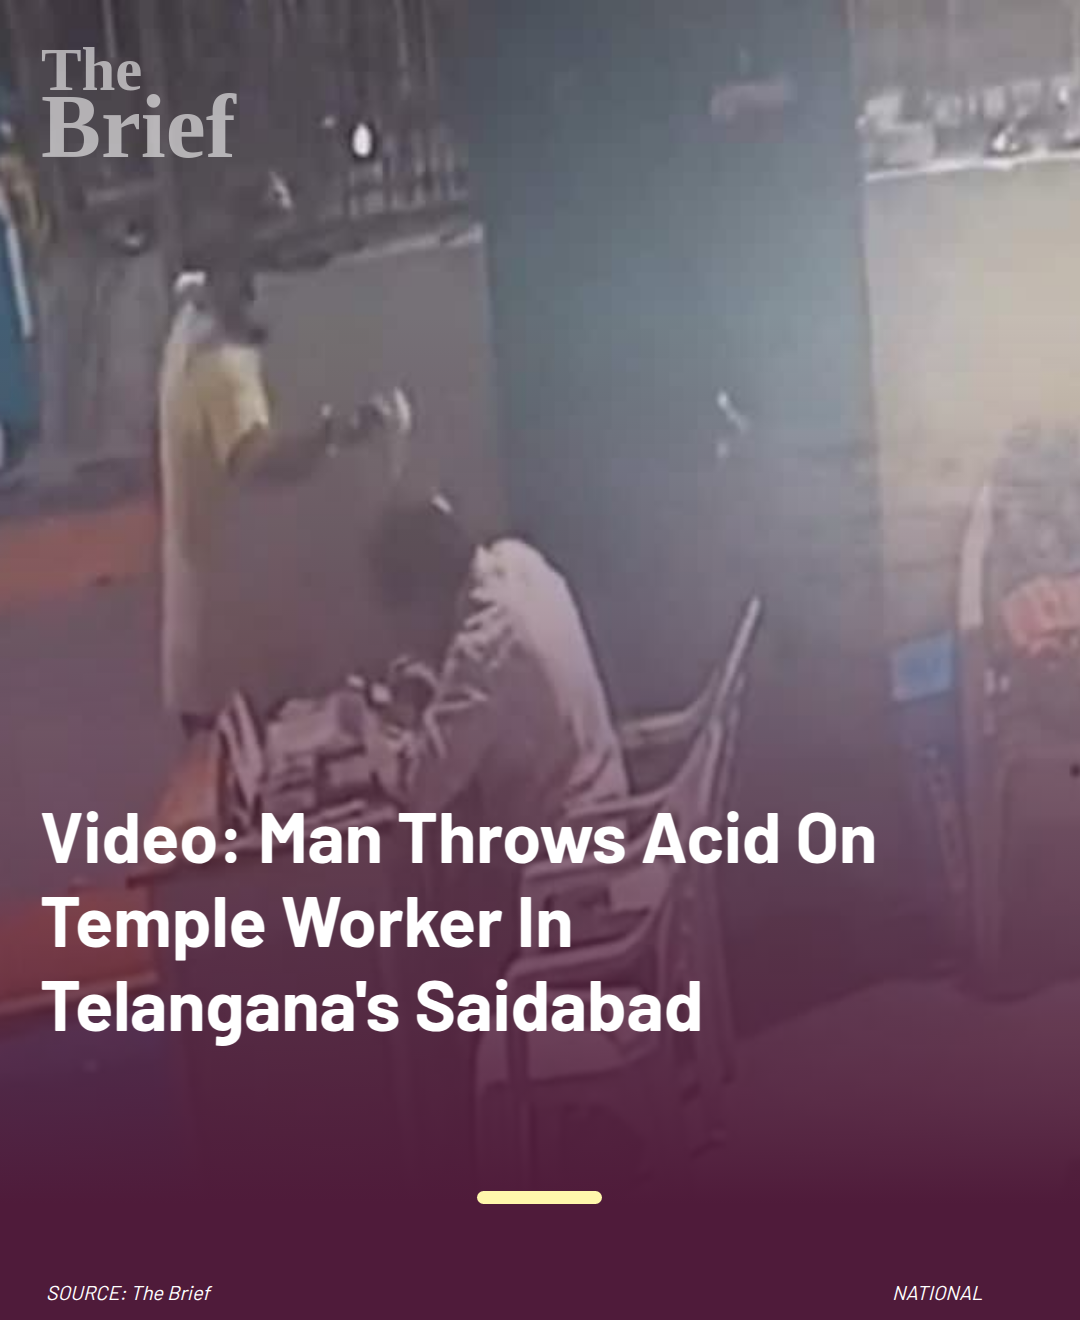 The
Brief
Video: Man Throws Acid On
Temple Worker In
Telangana's Saidabad
SOURCE: The Brief
NATIONAL